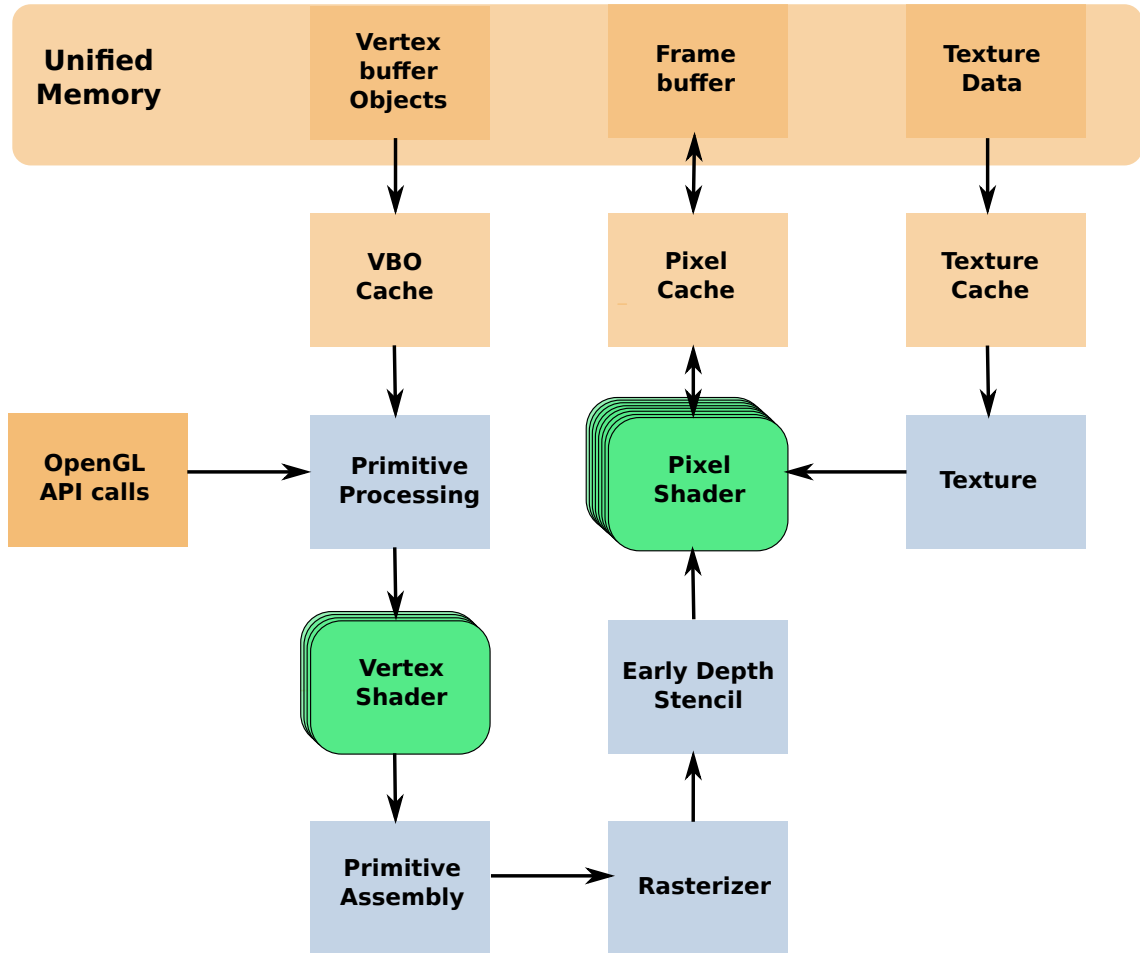 Unified
Memory
Vertex
buffer
Objects
Frame
buffer
Texture
Data
VBO
Cache
Pixel
Cache
Texture
Cache
OpenGL
API calls
Primitive
Processing
Pixel
Shader
Texture
Vertex
Shader
Early Depth
Stencil
Primitive
Assembly
Rasterizer